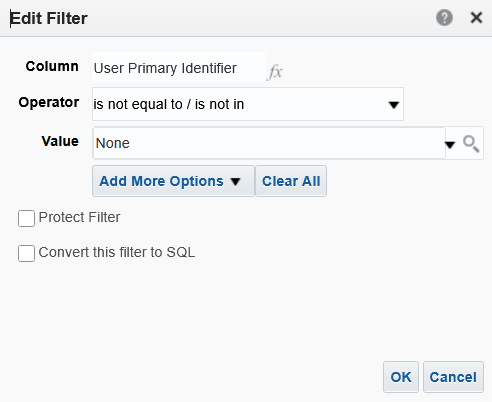 Edit Filter
Column User Primary Identifier fx
Operator is not equal to / is not in
Value None
Add More Options Clear All
Protect Filter
Convert this filter to SQL
OK Cancel